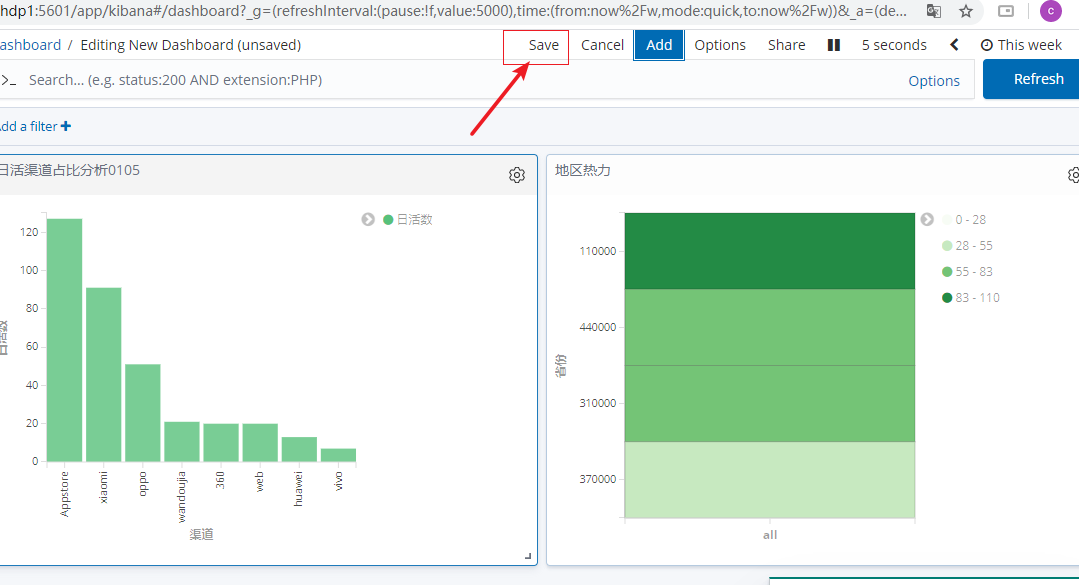 hdp1:5601/app/kibana#/dashboard?_g=(refreshInterval:(pause:!f,value:5000),time:(from:now%2Fw,mode:quick,to:now%2Fw))&_a=(de...
C
ashboard / Editing New Dashboard (unsaved)
Save Cancel Add Options Share 5 seconds This week
>_ Search... (e.g. status:200 AND extension:PHP)
Options
Refresh
dd a filter +
日活渠道占比分析0105
日活数
120
100
80
60
40
20
0
日活数
Appstore
xiaomi
oppo
wandoujia
360
web
huawei
vivo
渠道
地区热力
0 - 28
28 - 55
55 - 83
83 - 110
110000
440000
310000
370000
省份
all